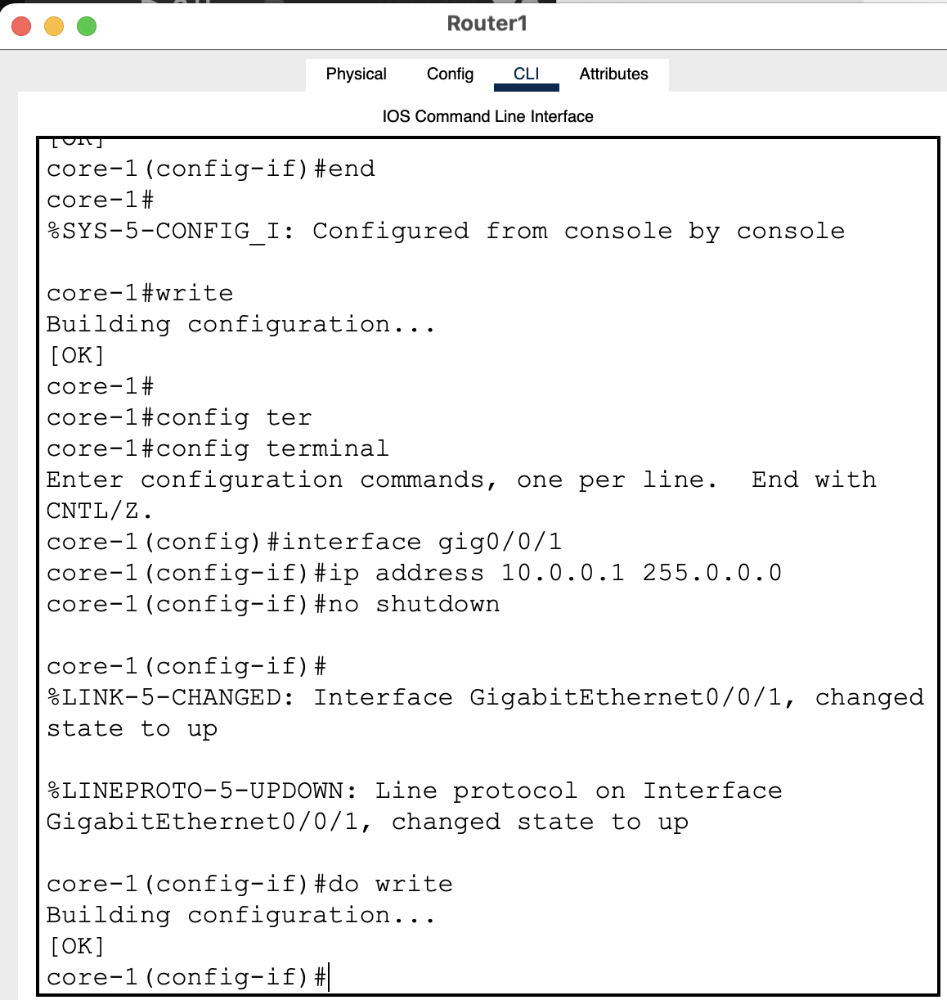 Router1
Physical Config CLI Attributes
IOS Command Line Interface
[OK]
core-1(config-if)#end
core-1#
%SYS-5-CONFIG_I: Configured from console by console
core-1#write
Building configuration...
[OK]
core-1#
core-1#config ter
core-1#config terminal
Enter configuration commands, one per line.  End with
CNTL/Z.
core-1(config)#interface gig0/0/1
core-1(config-if)#ip address 10.0.0.1 255.0.0.0
core-1(config-if)#no shutdown
core-1(config-if)#
%LINK-5-CHANGED: Interface GigabitEthernet0/0/1, changed
state to up
%LINEPROTO-5-UPDOWN: Line protocol on Interface
GigabitEthernet0/0/1, changed state to up
core-1(config-if)#do write
Building configuration...
[OK]
core-1(config-if)#